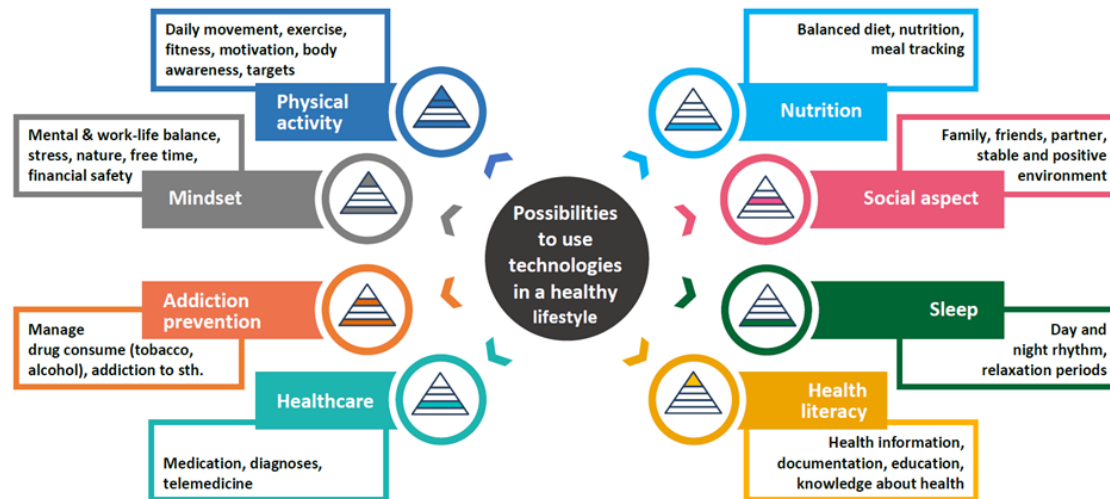 Daily movement, exercise,
fitness, motivation, body
awareness, targets
Physical
activity
Mental & work-life balance,
stress, nature, free time,
financial safety
Mindset
Addiction
prevention
Manage
drug consume (tobacco,
alcohol), addiction to sth.
Healthcare
Medication, diagnoses,
telemedicine
Possibilities
to use
technologies
in a healthy
lifestyle
Balanced diet, nutrition,
meal tracking
Nutrition
Family, friends, partner,
stable and positive
environment
Social aspect
Sleep
Day and
night rhythm,
relaxation periods
Health
literacy
Health information,
documentation, education,
knowledge about health